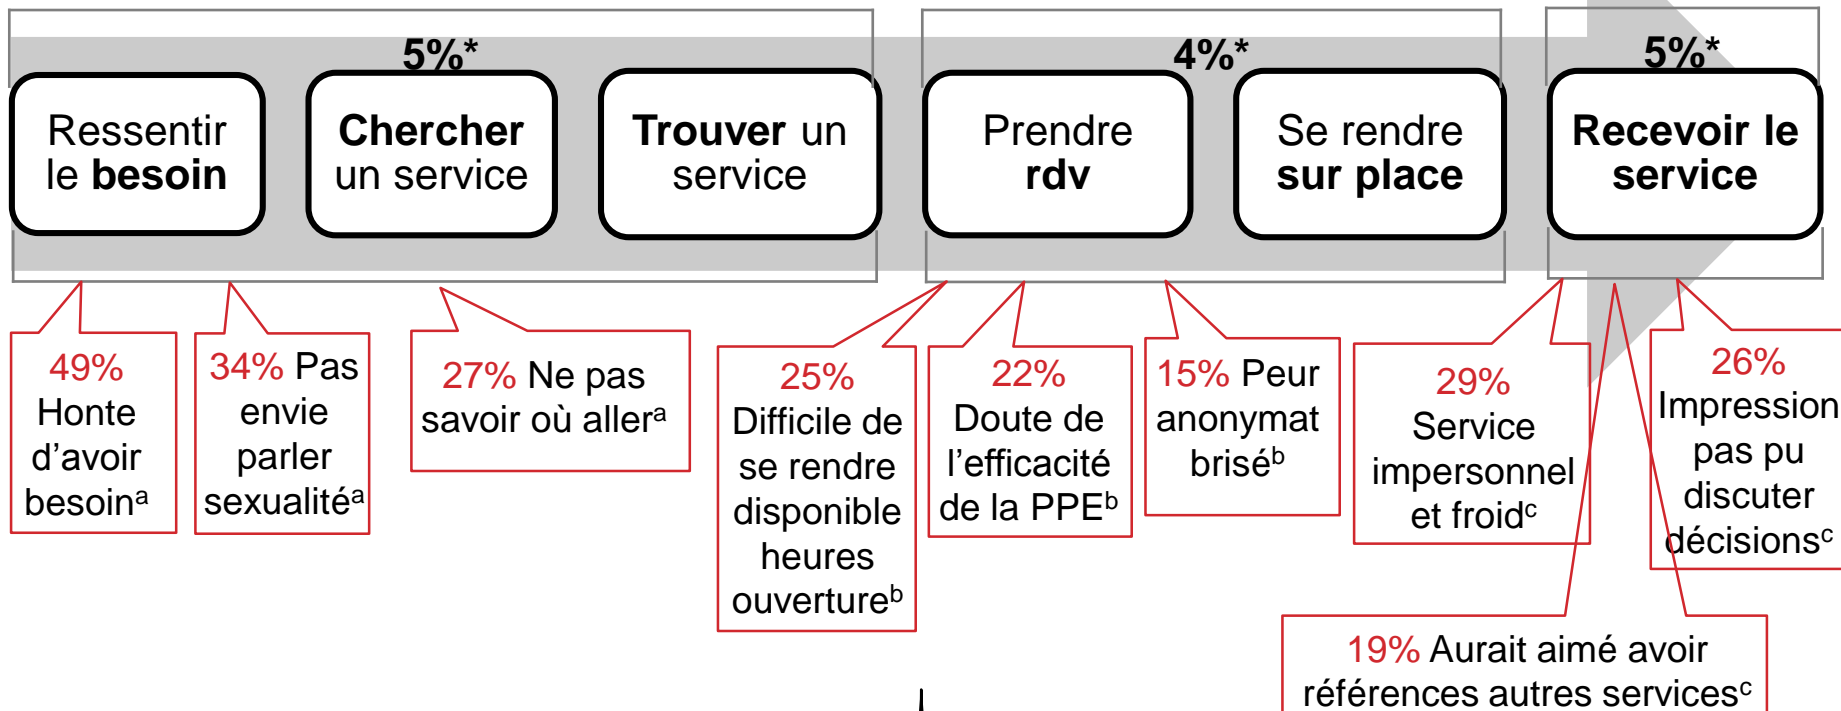 5%*
4%*
5%*
Ressentir
le besoin
Chercher
un service
Trouver un
service
Prendre
rdv
Se rendre
sur place
Recevoir le
service
49%
Honte
d'avoir
besoinᵃ
34% Pas
envie
parler
sexualitéᵃ
27% Ne pas
savoir où allerᵃ
25%
Difficile de
se rendre
disponible
heures
ouvertureᵇ
22%
Doute de
l'efficacité
de la PPEᵇ
15% Peur
anonymat
briséᵇ
29%
Service
impersonnel
et froidᶜ
26%
Impression
pas pu
discuter
décisionsᶜ
19% Aurait aimé avoir
références autres servicesᶜ